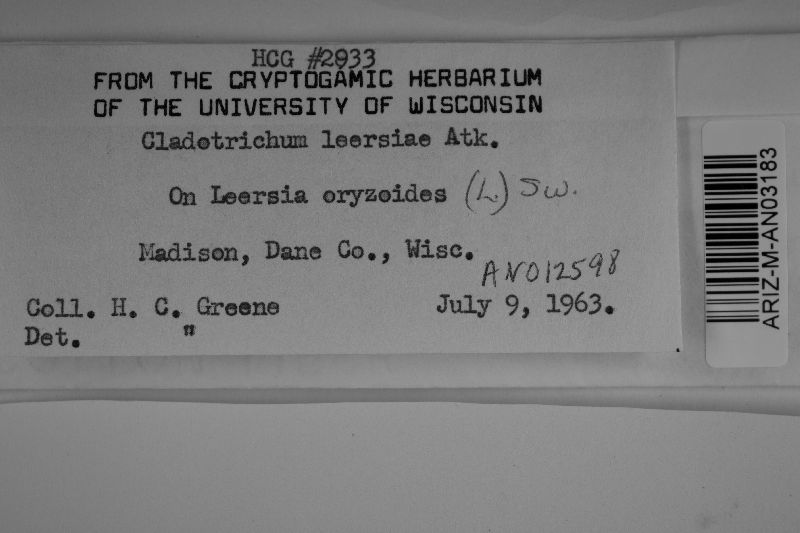 HCG #2933
FROM THE CRYPTOGAMIC HERBARIUM
OF THE UNIVERSITY OF WISCONSIN
Cladotrichum leersiae Atk.
On Leersia oryzoides (L) Sw.
Madison, Dane Co., Wisc.
AN012598
Coll. H. C. Greene July 9, 1963.
Det. "
ARIZ-M-AN03183